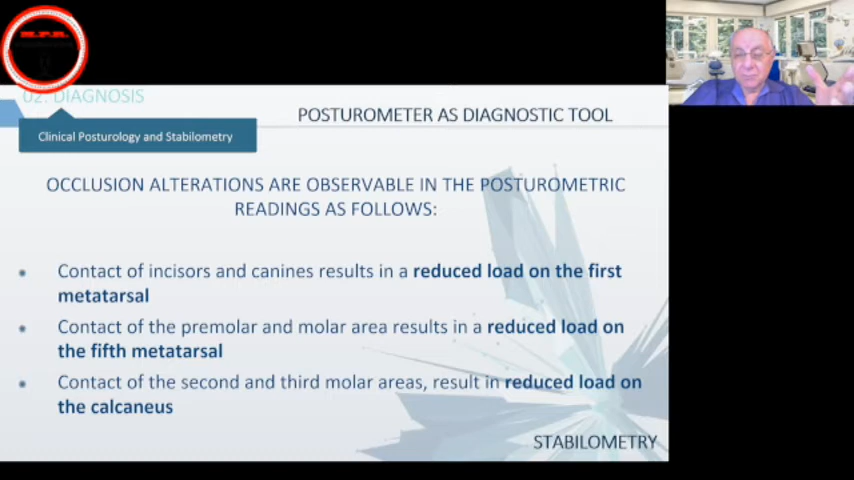 M.F.R.
02. DIAGNOSIS
POSTUROMETER AS DIAGNOSTIC TOOL
Clinical Posturology and Stabilometry
OCCLUSION ALTERATIONS ARE OBSERVABLE IN THE POSTUROMETRIC
READINGS AS FOLLOWS:
• Contact of incisors and canines results in a reduced load on the first
metatarsal
• Contact of the premolar and molar area results in a reduced load on
the fifth metatarsal
• Contact of the second and third molar areas, result in reduced load on
the calcaneus
STABILOMETRY